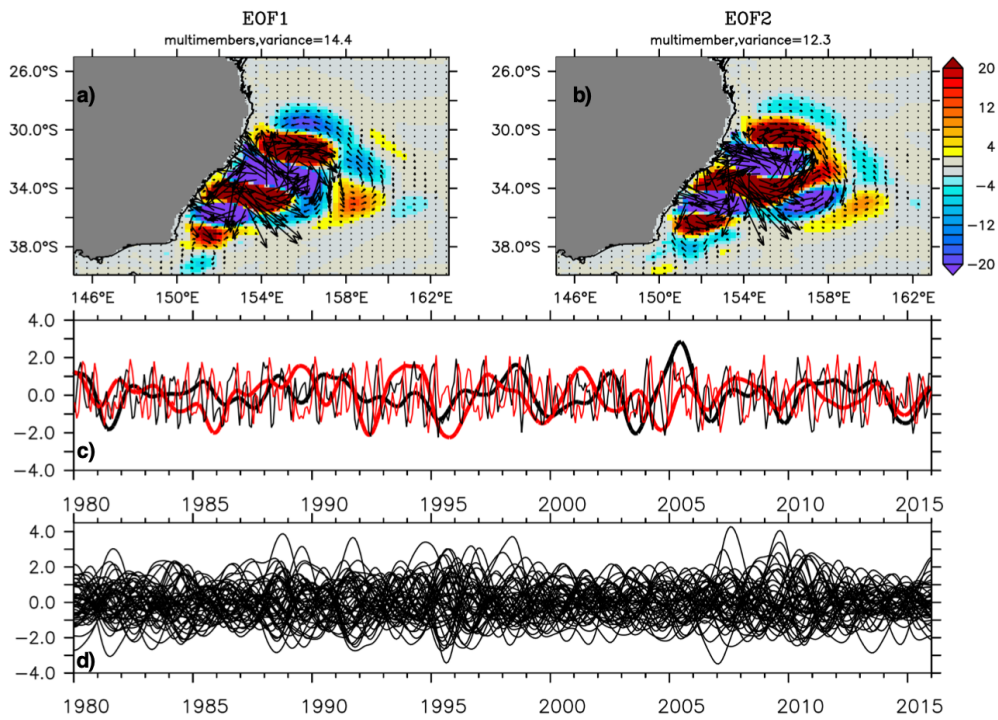 EOF1 EOF2
multimembers,variance=14.4 multimember,variance=12.3
a) b)
26.0°S 26.0°S 20
30.0°S 30.0°S 12
4
34.0°S 34.0°S −4
38.0°S 38.0°S −12
−20
146°E 150°E 154°E 158°E 162°E 146°E 150°E 154°E 158°E 162°E
4.0
2.0
0.0
−2.0
c)
−4.0
1980 1985 1990 1995 2000 2005 2010 2015
4.0
2.0
0.0
−2.0
d)
−4.0
1980 1985 1990 1995 2000 2005 2010 2015